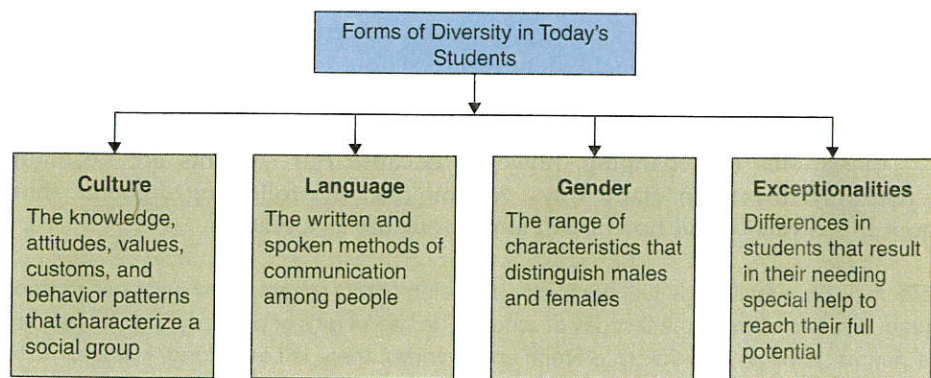 Forms of Diversity in Today's
Students
Culture
The knowledge,
attitudes, values,
customs, and
behavior patterns
that characterize a
social group
Language
The written and
spoken methods of
communication
among people
Gender
The range of
characteristics that
distinguish males
and females
Exceptionalities
Differences in
students that result
in their needing
special help to
reach their full
potential